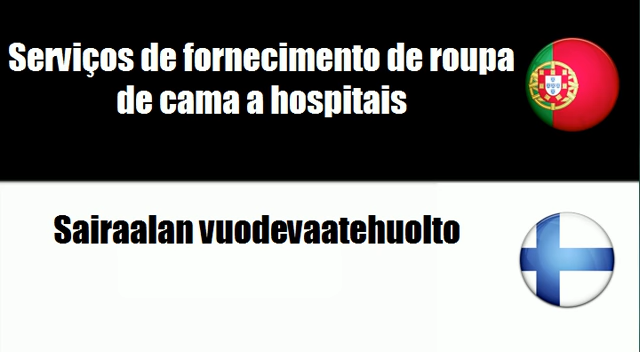 Serviços de fornecimento de roupa
de cama a hospitais
Sairaalan vuodevaatehuolto